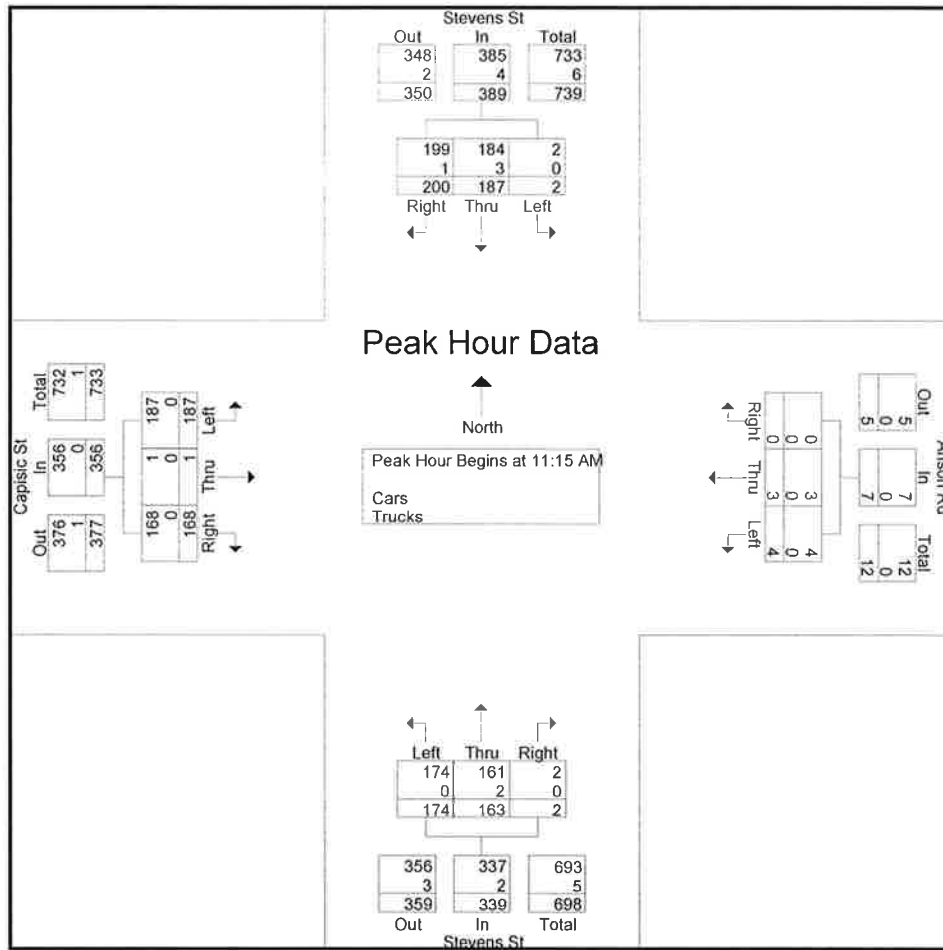 Stevens St
Out In Total
348 385 733
2 4 6
350 389 739
199 184 2
1 3 0
200 187 2
Right Thru Left
Peak Hour Data
North
Peak Hour Begins at 11:15 AM
Cars
Trucks
Capisic St
Total
732 1 733
In
356 0 356
Out
376 1 377
187 0 187
Left
1 0 1
Thru
168 0 168
Right
Right
0 0 0
Thru
3 0 3
Left
4 0 4
Out
5 0 5
In
7 0 7
Total
12 0 12
Left Thru Right
174 161 2
0 2 0
174 163 2
356 337 693
3 2 5
359 339 698
Out In Total
Stevens St